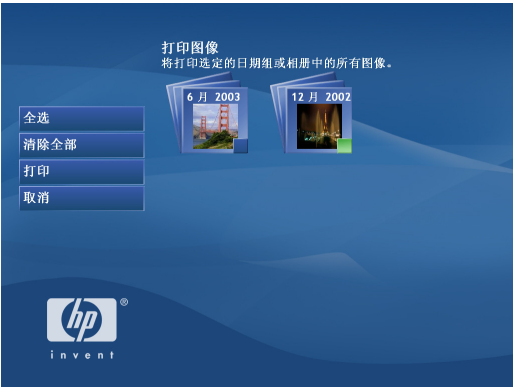 打印图像
将打印选定的日期组或相册中的所有图像。
6 月 2003
12 月 2002
全选
清除全部
打印
取消
hp®
invent